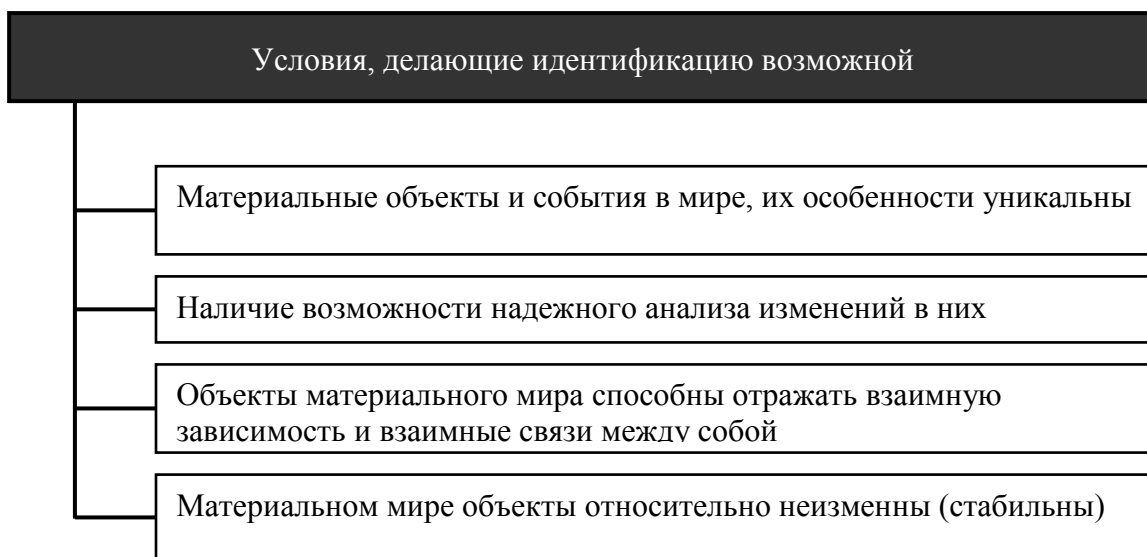 Условия, делающие идентификацию возможной
Материальные объекты и события в мире, их особенности уникальны
Наличие возможности надежного анализа изменений в них
Объекты материального мира способны отражать взаимную
зависимость и взаимные связи между собой
Материальном мире объекты относительно неизменны (стабильны)